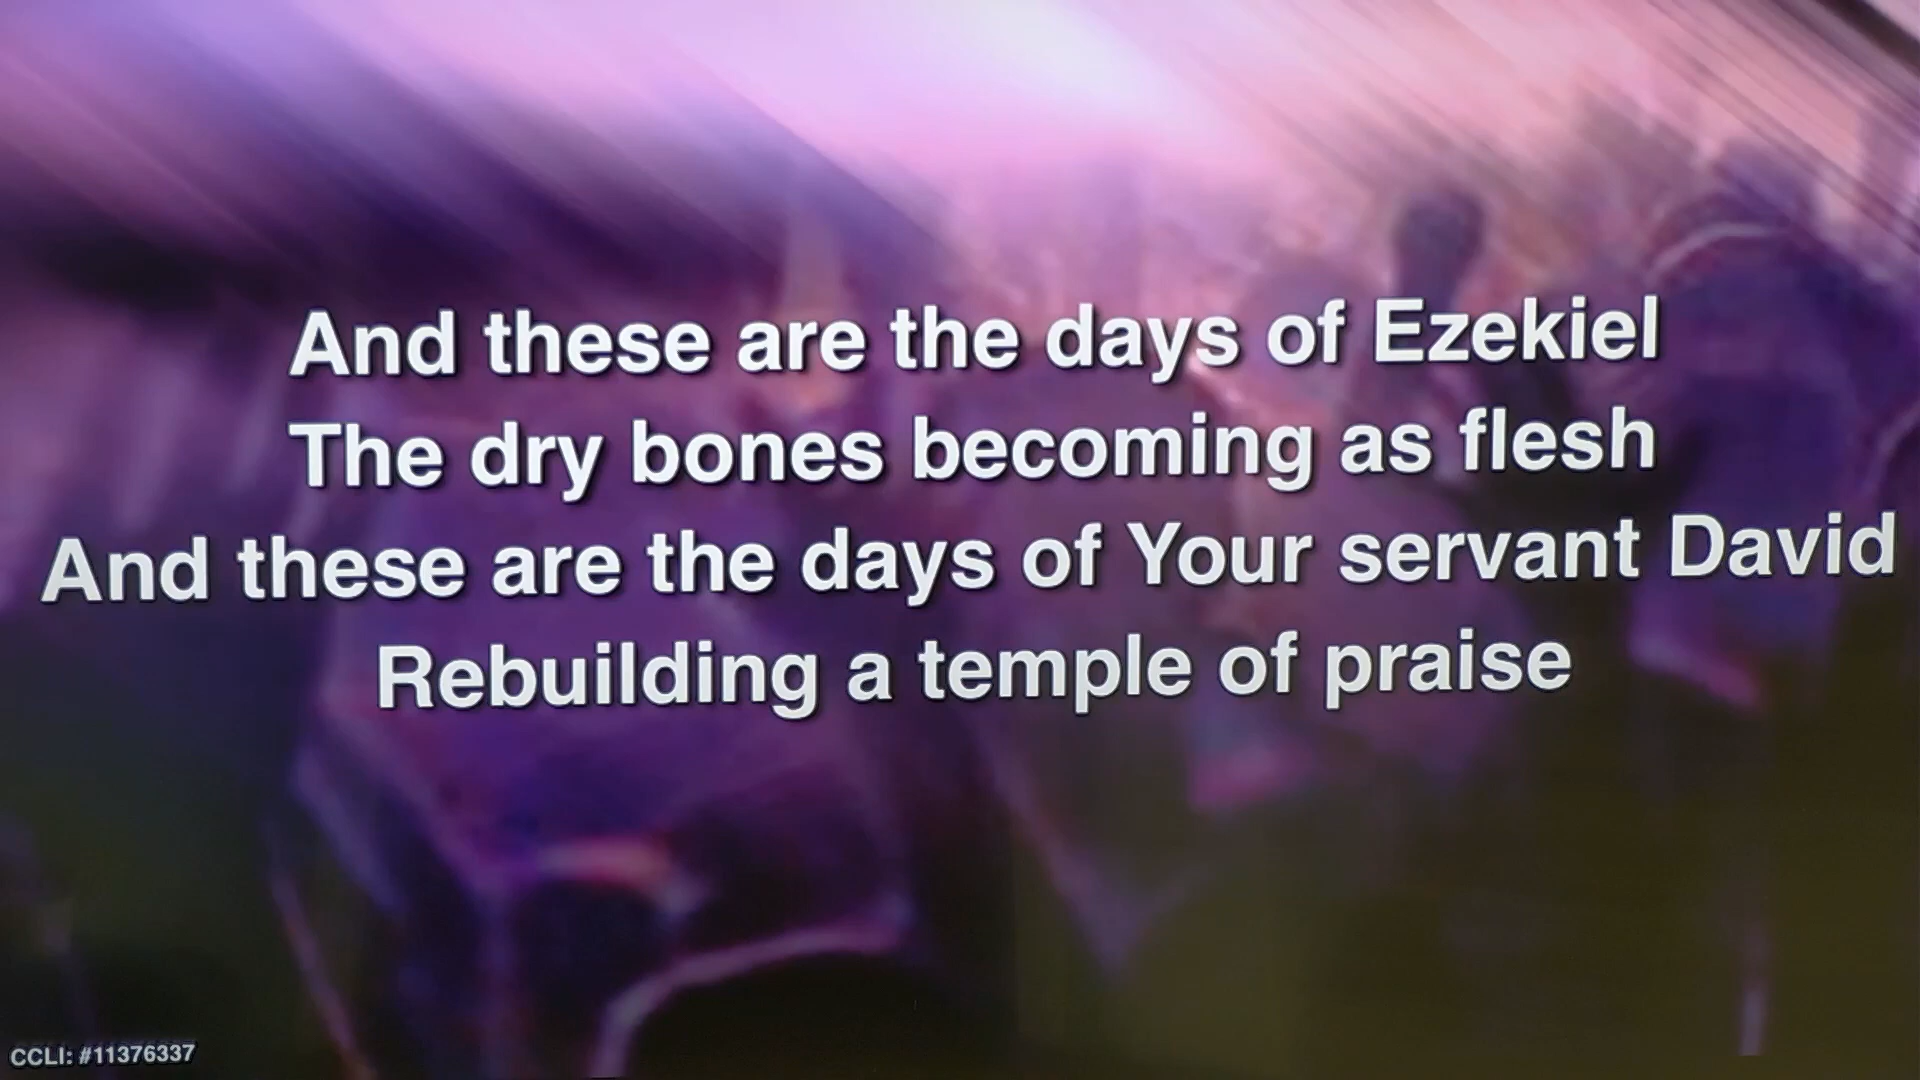 And these are the days of Ezekiel
The dry bones becoming as flesh
And these are the days of Your servant David
Rebuilding a temple of praise
CCLI: #11376337